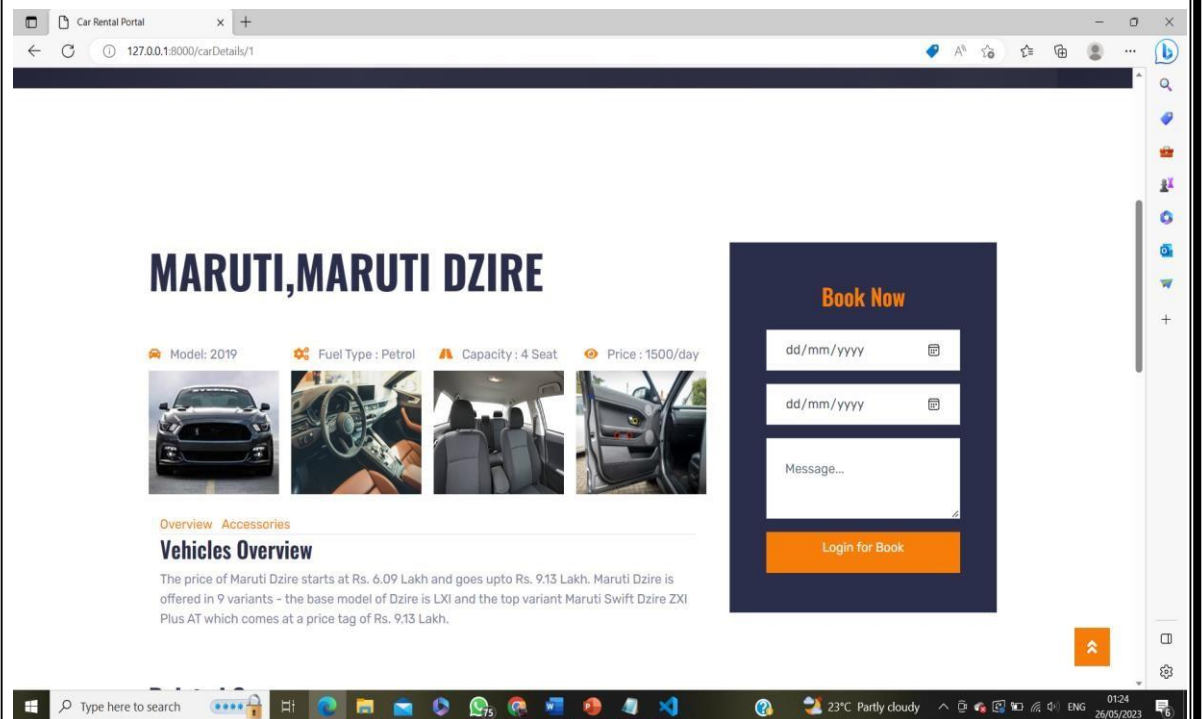 Car Rental Portal
127.0.0.1:8000/carDetails/1
MARUTI,MARUTI DZIRE
Model: 2019 Fuel Type : Petrol Capacity : 4 Seat Price : 1500/day
Overview Accessories
Vehicles Overview
The price of Maruti Dzire starts at Rs. 6.09 Lakh and goes upto Rs. 9.13 Lakh. Maruti Dzire is
offered in 9 variants - the base model of Dzire is LXI and the top variant Maruti Swift Dzire ZXI
Plus AT which comes at a price tag of Rs. 9.13 Lakh.
Book Now
dd/mm/yyyy
dd/mm/yyyy
Message...
Login for Book
Type here to search
75
23°C Partly cloudy
ENG
01:24
26/05/2023
6